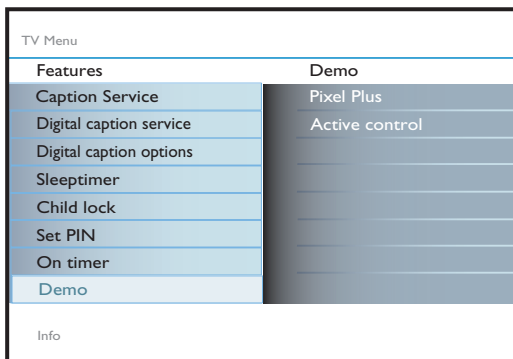 TV Menu
Features
Caption Service
Digital caption service
Digital caption options
Sleeptimer
Child lock
Set PIN
On timer
Demo
Demo
Pixel Plus
Active control
Info